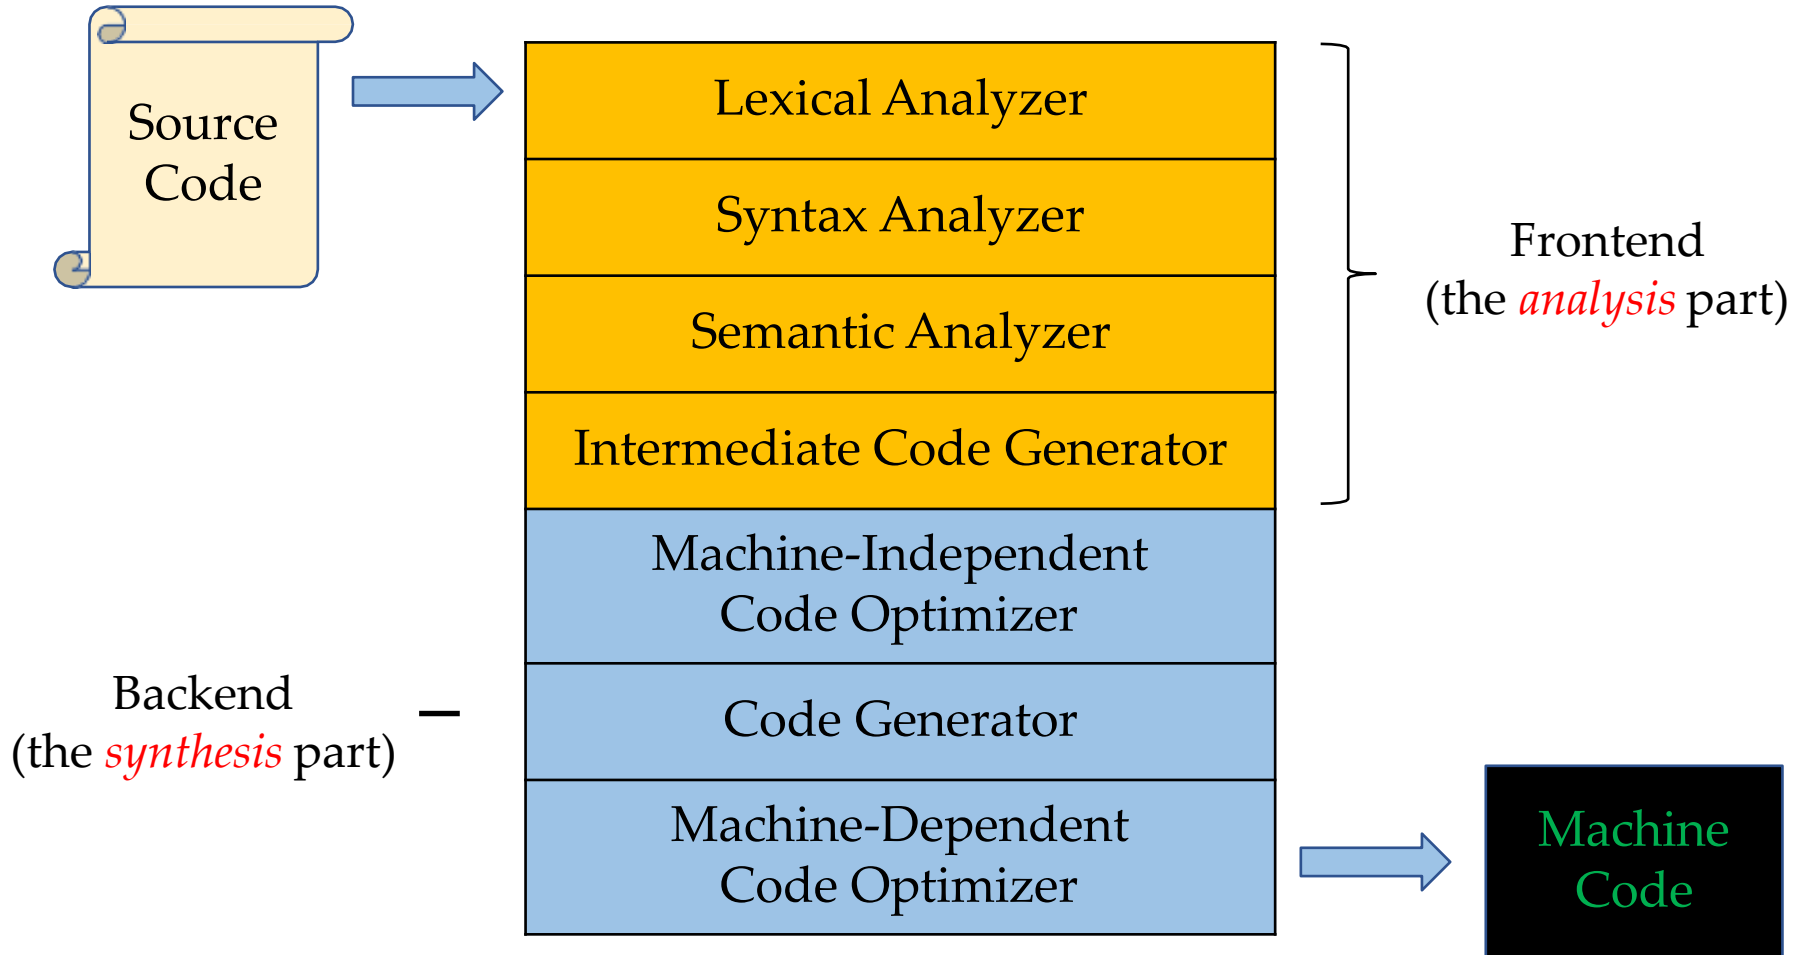 Source
Code
Lexical Analyzer
Syntax Analyzer
Semantic Analyzer
Intermediate Code Generator
Frontend
(the analysis part)
Machine-Independent
Code Optimizer
Code Generator
Machine-Dependent
Code Optimizer
Backend
(the synthesis part)
Machine
Code